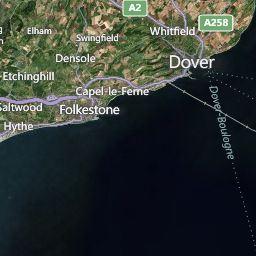 A2
A258
Elham
Whitfield
Swingfield
Densole
Etchinghill
Dover
Capel-le-Ferne
Saltwood
Folkestone
Dover-Boulogne
Hythe